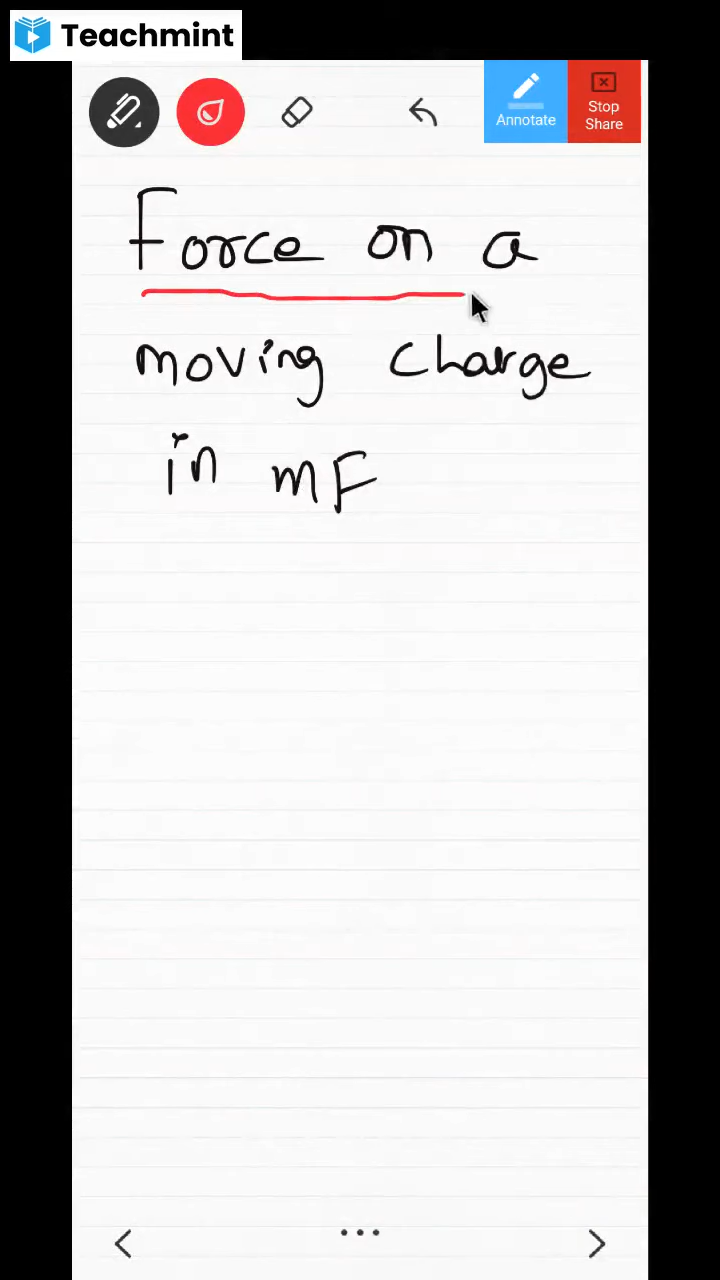 Teachmint
Annotate
Stop
Share
Force on a
moving charge
in mF